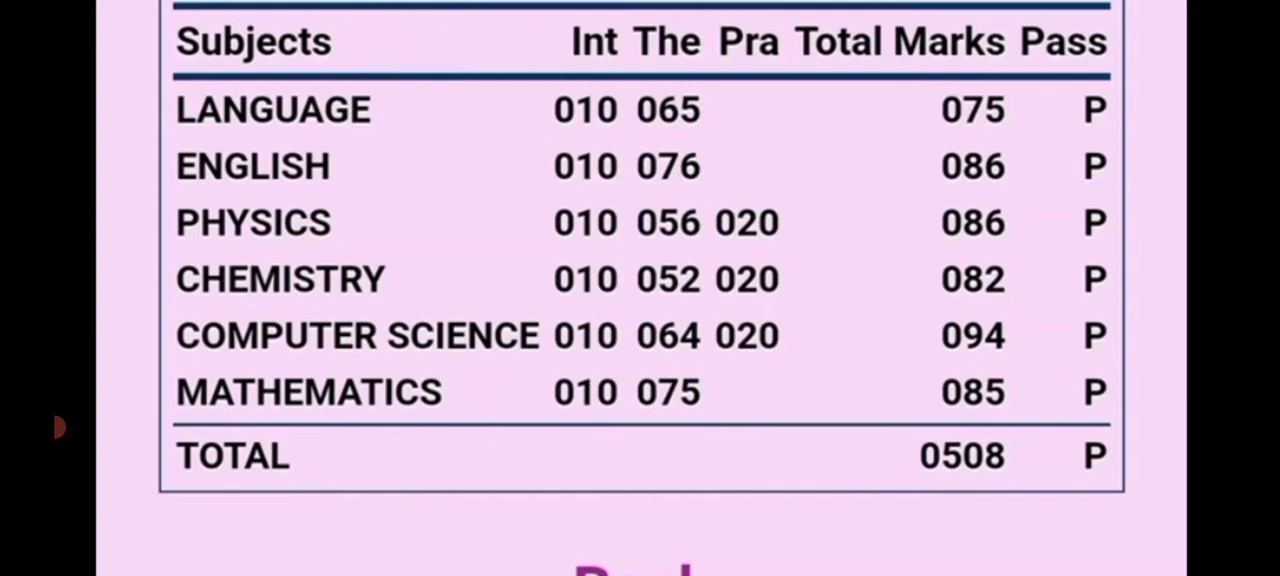 Subjects Int The Pra Total Marks Pass
LANGUAGE 010 065 075 P
ENGLISH 010 076 086 P
PHYSICS 010 056 020 086 P
CHEMISTRY 010 052 020 082 P
COMPUTER SCIENCE 010 064 020 094 P
MATHEMATICS 010 075 085 P
TOTAL 0508 P